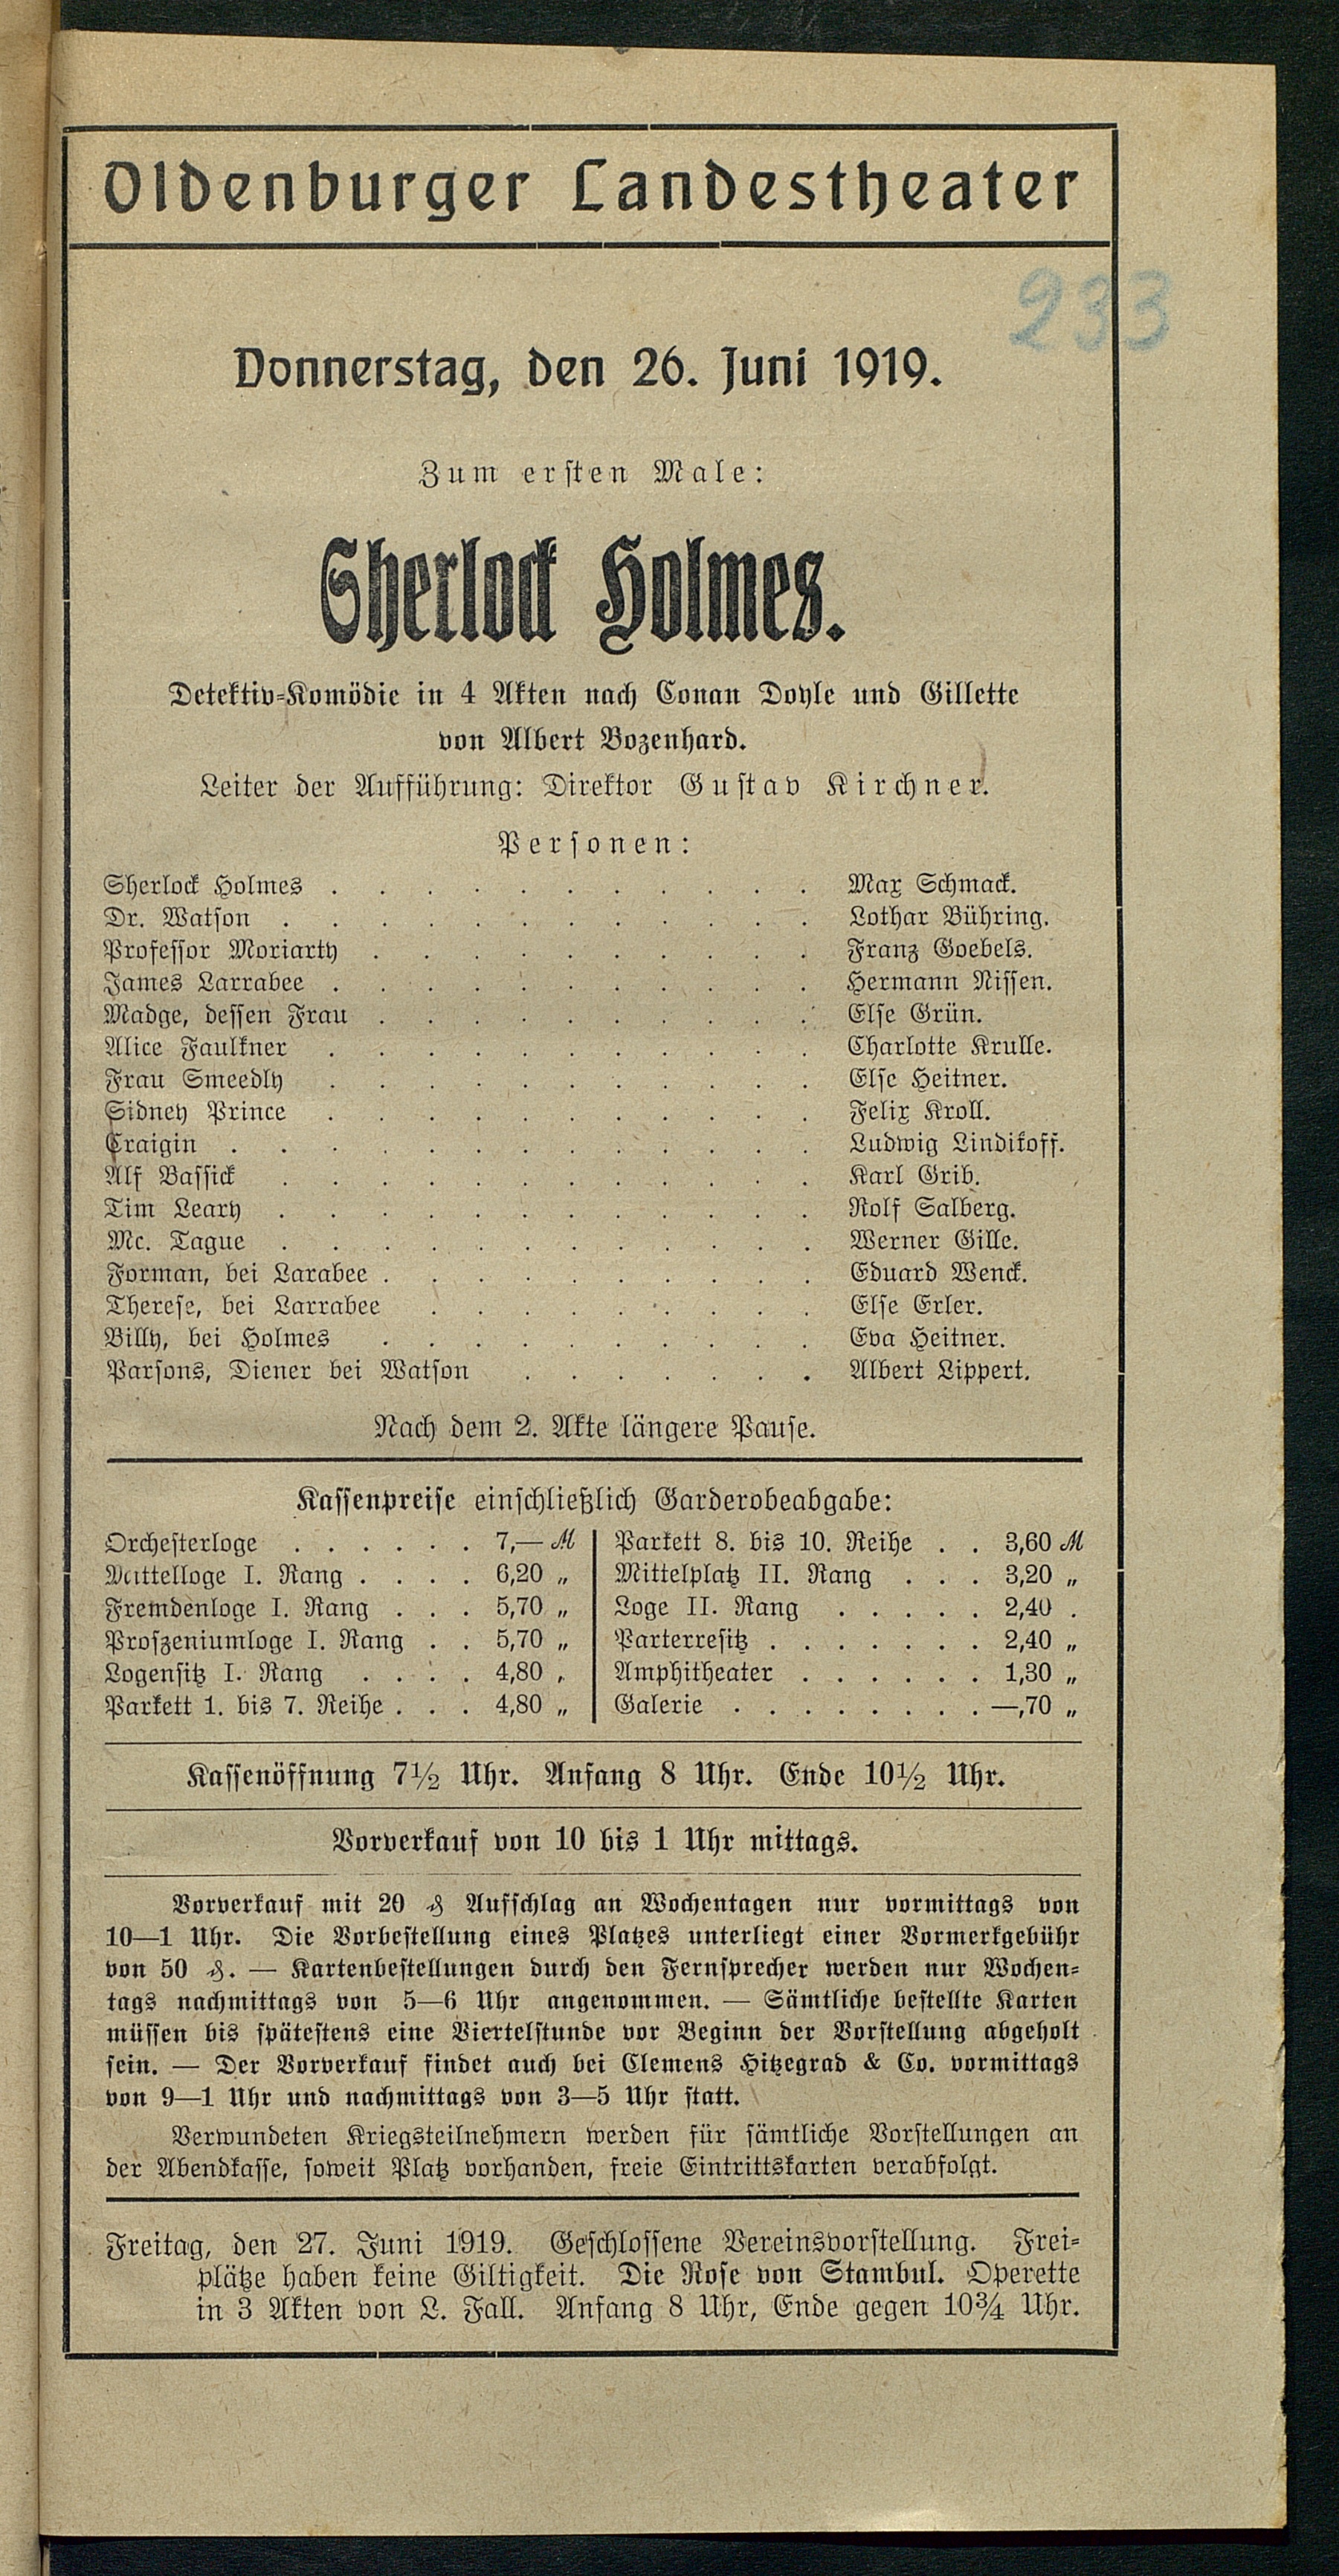 Oldenburger Landestheater
233
Donnerstag, den 26. Juni 1919.
Zum ersten Male:
Sherlock Holmes.
Detektiv-Komödie in 4 Akten nach Conan Doyle und Gillette
von Albert Bozenhard.
Leiter der Aufführung: Direktor Gustav Kirchner.
Personen:
Sherlock Holmes . . . . . . . . . . . Max Schmack.
Dr. Watson . . . . . . . . . . . . Lothar Bühring.
Professor Moriarty . . . . . . . . . . Franz Goebels.
James Larrabee . . . . . . . . . . . Hermann Nissen.
Madge, dessen Frau . . . . . . . . . . Else Grün.
Alice Faulkner . . . . . . . . . . . Charlotte Krulle.
Frau Smeedly . . . . . . . . . . . Else Heitner.
Sidney Prince . . . . . . . . . . . Felix Kroll.
Craigin . . . . . . . . . . . . . Ludwig Lindikoff.
Alf Bassick . . . . . . . . . . . . Karl Grib.
Tim Leary . . . . . . . . . . . . Rolf Salberg.
Mc. Tague . . . . . . . . . . . . Werner Gille.
Forman, bei Larabee . . . . . . . . . . Eduard Wenck.
Therese, bei Larrabee . . . . . . . . . Else Erler.
Billy, bei Holmes . . . . . . . . . . Eva Heitner.
Parsons, Diener bei Watson . . . . . . . Albert Lippert.
Nach dem 2. Akte längere Pause.
Kassenpreise einschließlich Garderobeabgabe:
Orchesterloge . . . . . . 7,— ℳ
Mittelloge I. Rang . . . . 6,20 „
Fremdenloge I. Rang . . . 5,70 „
Proszeniumloge I. Rang . . 5,70 „
Logensitz I. Rang . . . . 4,80 „
Parkett 1. bis 7. Reihe . . . 4,80 „
Parkett 8. bis 10. Reihe . . 3,60 ℳ
Mittelplatz II. Rang . . . 3,20 „
Loge II. Rang . . . . . 2,40 .
Parterresitz . . . . . . . 2,40 „
Amphitheater . . . . . . 1,30 „
Galerie . . . . . . . . —,70 „
Kassenöffnung 7½ Uhr. Anfang 8 Uhr. Ende 10½ Uhr.
Vorverkauf von 10 bis 1 Uhr mittags.
Vorverkauf mit 20 ₰ Aufschlag an Wochentagen nur vormittags von
10—1 Uhr. Die Vorbestellung eines Platzes unterliegt einer Vormerkgebühr
von 50 ₰. — Kartenbestellungen durch den Fernsprecher werden nur Wochen-
tags nachmittags von 5—6 Uhr angenommen. — Sämtliche bestellte Karten
müssen bis spätestens eine Viertelstunde vor Beginn der Vorstellung abgeholt
sein. — Der Vorverkauf findet auch bei Clemens Hitzegrad & Co. vormittags
von 9—1 Uhr und nachmittags von 3—5 Uhr statt.
Verwundeten Kriegsteilnehmern werden für sämtliche Vorstellungen an
der Abendkasse, soweit Platz vorhanden, freie Eintrittskarten verabfolgt.
Freitag, den 27. Juni 1919. Geschlossene Vereinsvorstellung. Frei-
plätze haben keine Giltigkeit. Die Rose von Stambul. Operette
in 3 Akten von L. Fall. Anfang 8 Uhr, Ende gegen 10¾ Uhr.